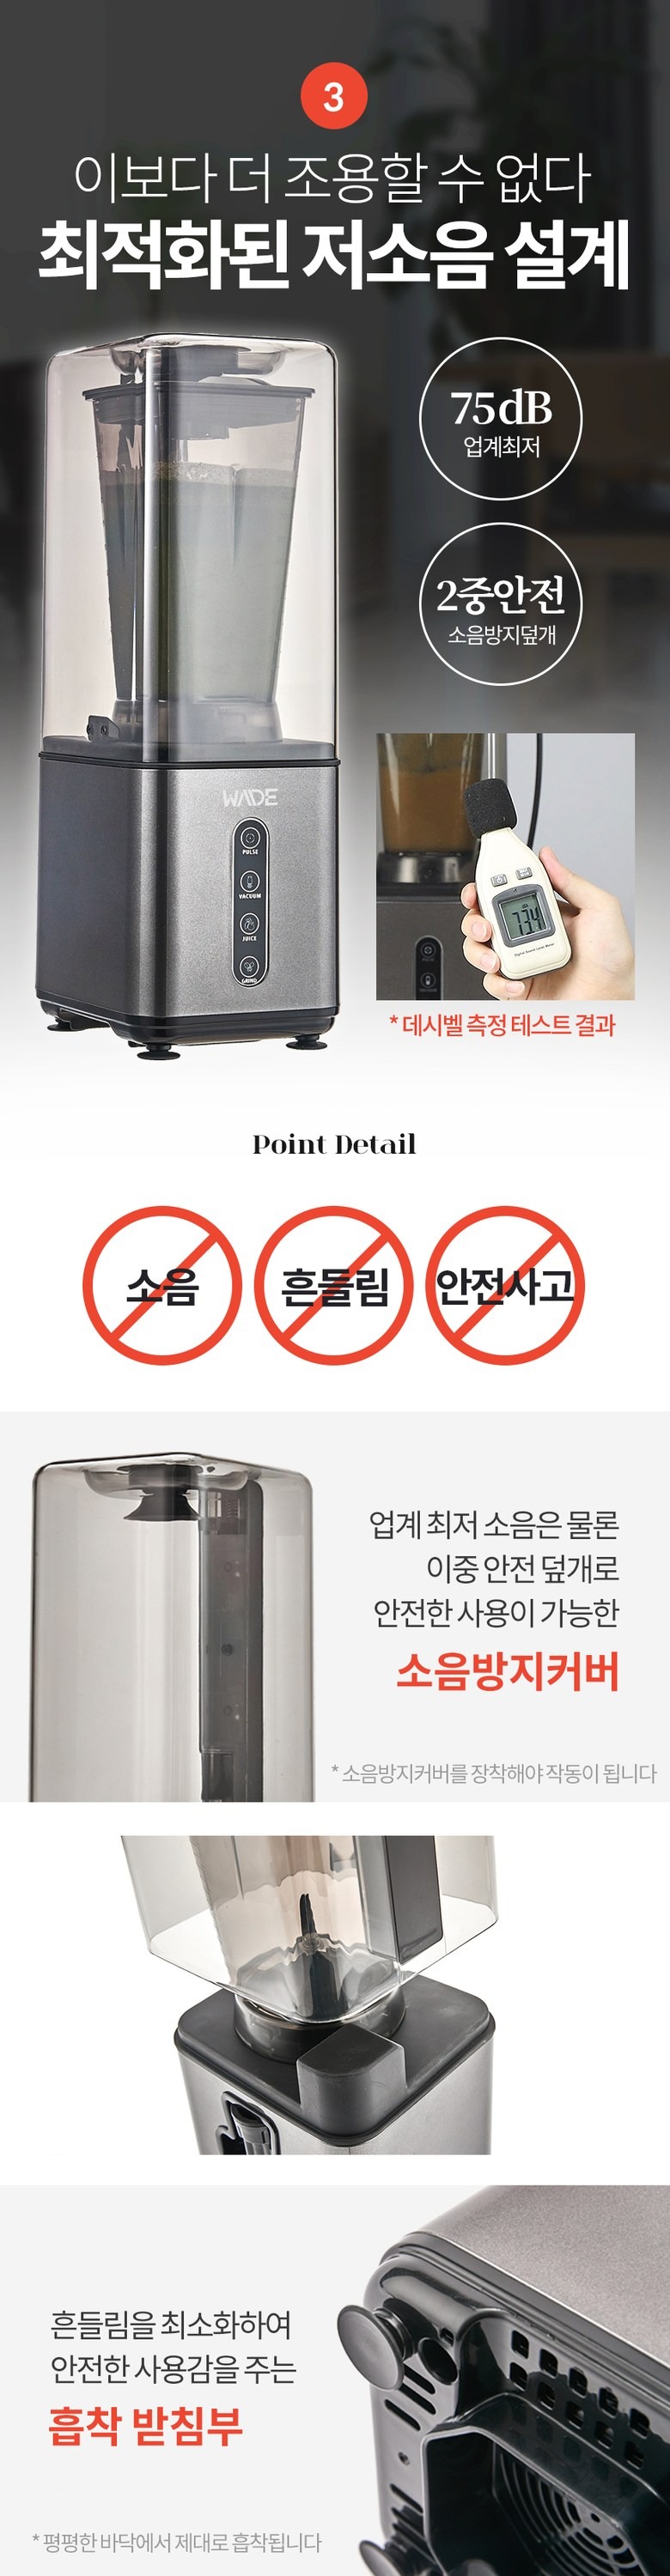 3
이보다 더 조용할 수 없다
최적화된 저소음 설계
75dB
업계최저
2중안전
소음방지덮개
WADE
PULSE
VACUUM
JUICE
GRIND
73.4
Digital Sound Level Meter
* 데시벨 측정 테스트 결과
Point Detail
소음
흔들림
안전사고
업계 최저 소음은 물론
이중 안전 덮개로
안전한 사용이 가능한
소음방지커버
* 소음방지커버를 장착해야 작동이 됩니다
흔들림을 최소화하여
안전한 사용감을 주는
흡착 받침부
* 평평한 바닥에서 제대로 흡착됩니다